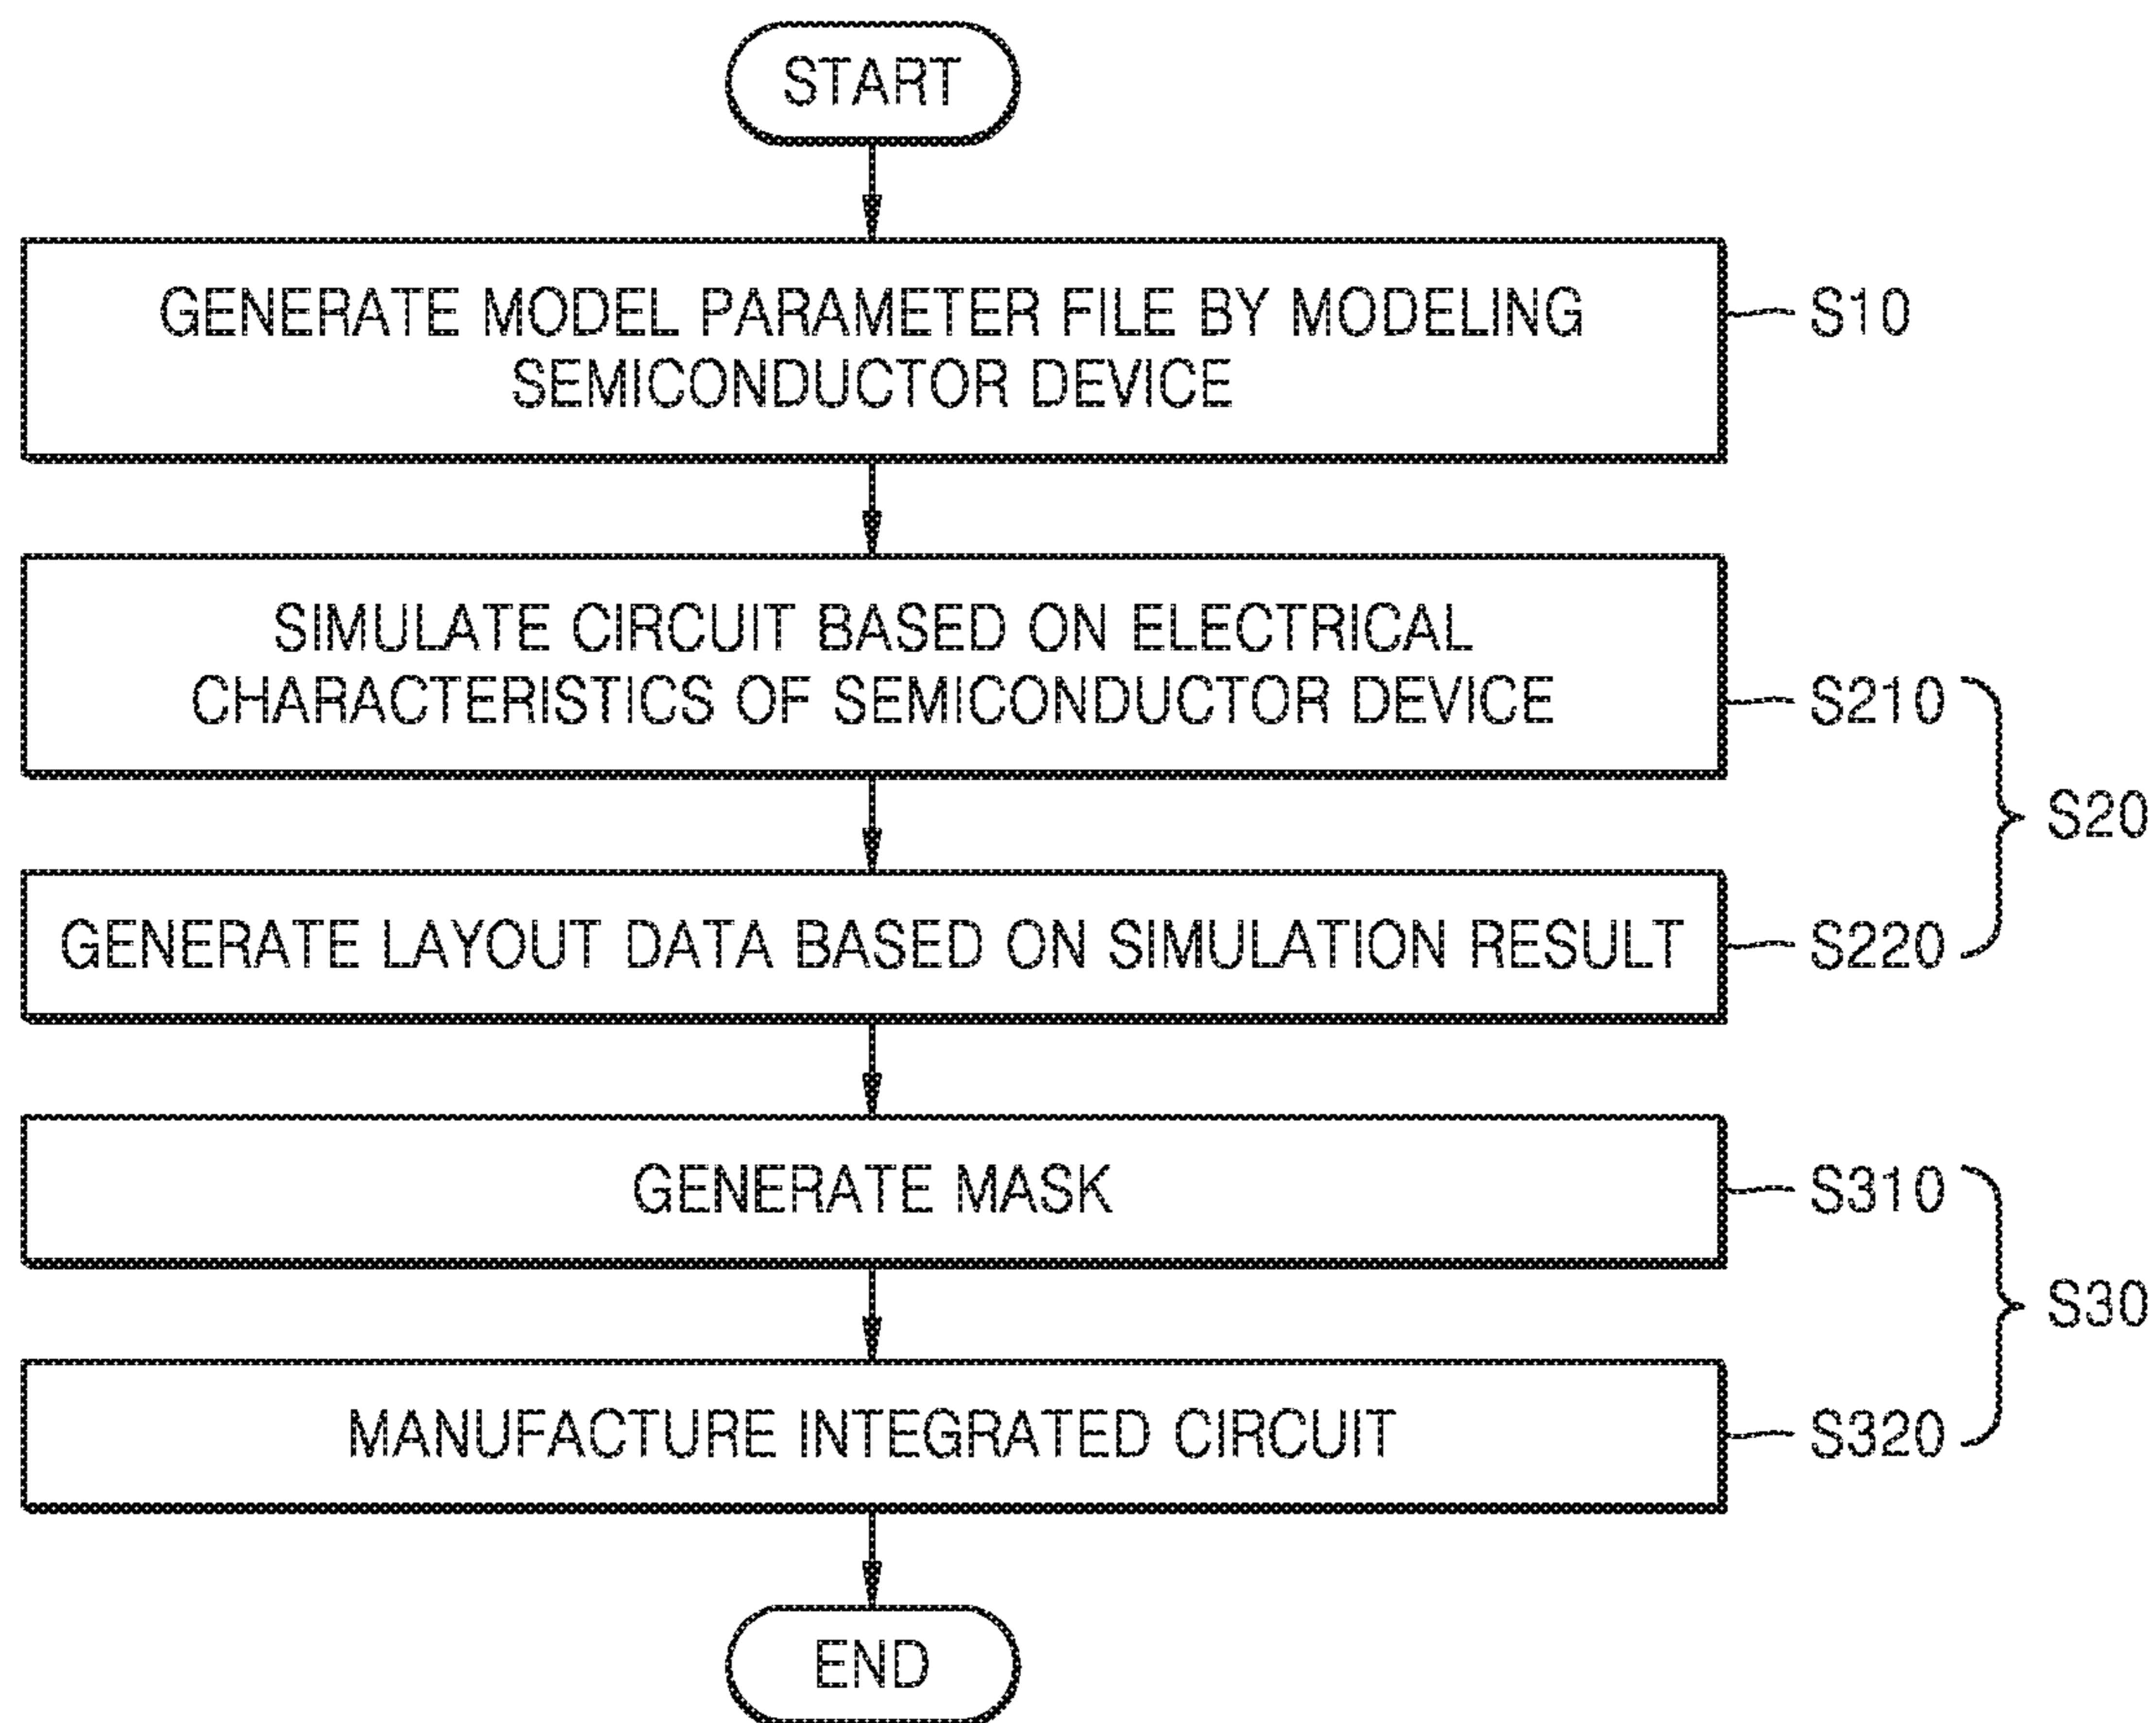 START
GENERATE MODEL PARAMETER FILE BY MODELING
SEMICONDUCTOR DEVICE
S10
SIMULATE CIRCUIT BASED ON ELECTRICAL
CHARACTERISTICS OF SEMICONDUCTOR DEVICE
S210
S20
GENERATE LAYOUT DATA BASED ON SIMULATION RESULT
S220
GENERATE MASK
S310
S30
MANUFACTURE INTEGRATED CIRCUIT
S320
END